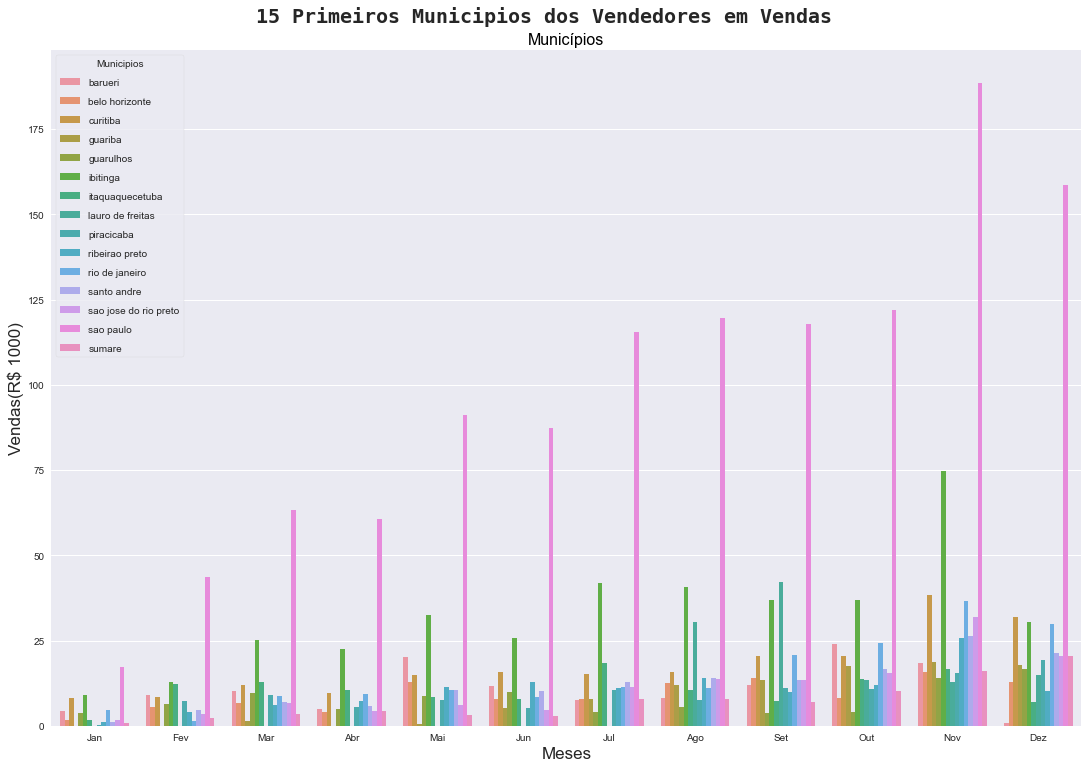 15 Primeiros Municipios dos Vendedores em Vendas
Municípios
Municipios
barueri
belo horizonte
curitiba
guariba
guarulhos
ibitinga
itaquaquecetuba
lauro de freitas
piracicaba
ribeirao preto
rio de janeiro
santo andre
sao jose do rio preto
sao paulo
sumare
Vendas(R$ 1000)
175
150
125
100
75
50
25
0
Jan Fev Mar Abr Mai Jun Jul Ago Set Out Nov Dez
Meses